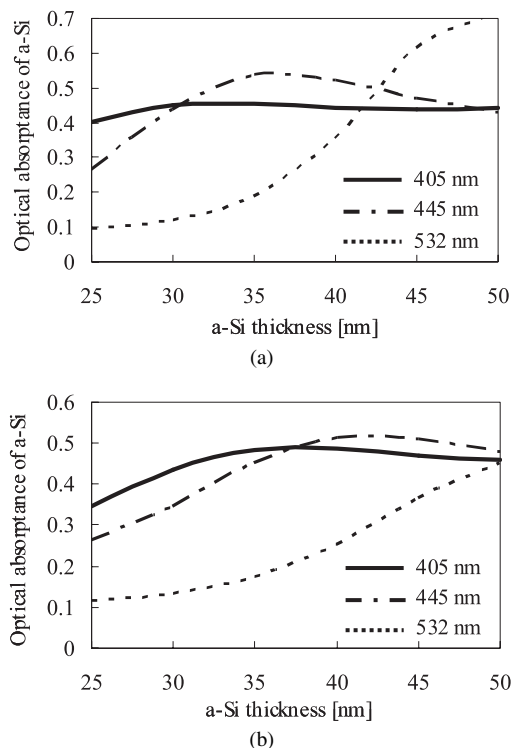 Optical absorptance of a-Si
0.7
0.6
0.5
0.4
0.3
0.2
0.1
0
405 nm
445 nm
532 nm
25 30 35 40 45 50
a-Si thickness [nm]
(a)
Optical absorptance of a-Si
0.6
0.5
0.4
0.3
0.2
0.1
0
405 nm
445 nm
532 nm
25 30 35 40 45 50
a-Si thickness [nm]
(b)